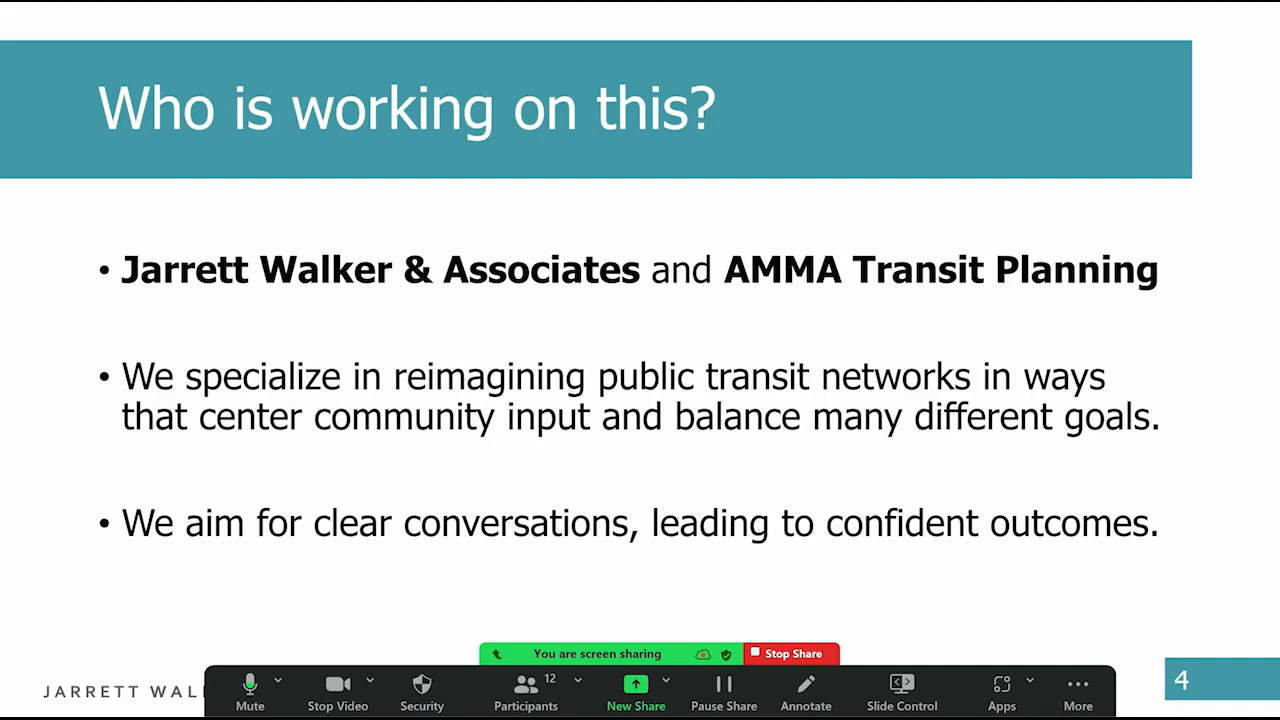 Who is working on this?
• Jarrett Walker & Associates and AMMA Transit Planning
• We specialize in reimagining public transit networks in ways
that center community input and balance many different goals.
• We aim for clear conversations, leading to confident outcomes.
You are screen sharing
Stop Share
JARRETT WAL
4
12
Mute
Stop Video
Security
Participants
New Share
Pause Share
Annotate
Slide Control
Apps
More